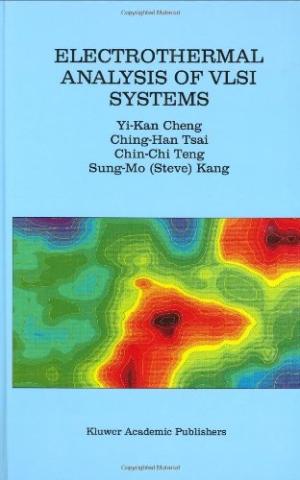 ELECTROTHERMAL
ANALYSIS OF VLSI
SYSTEMS
Yi-Kan Cheng
Ching-Han Tsai
Chin-Chi Teng
Sung-Mo (Steve) Kang
Kluwer Academic Publishers